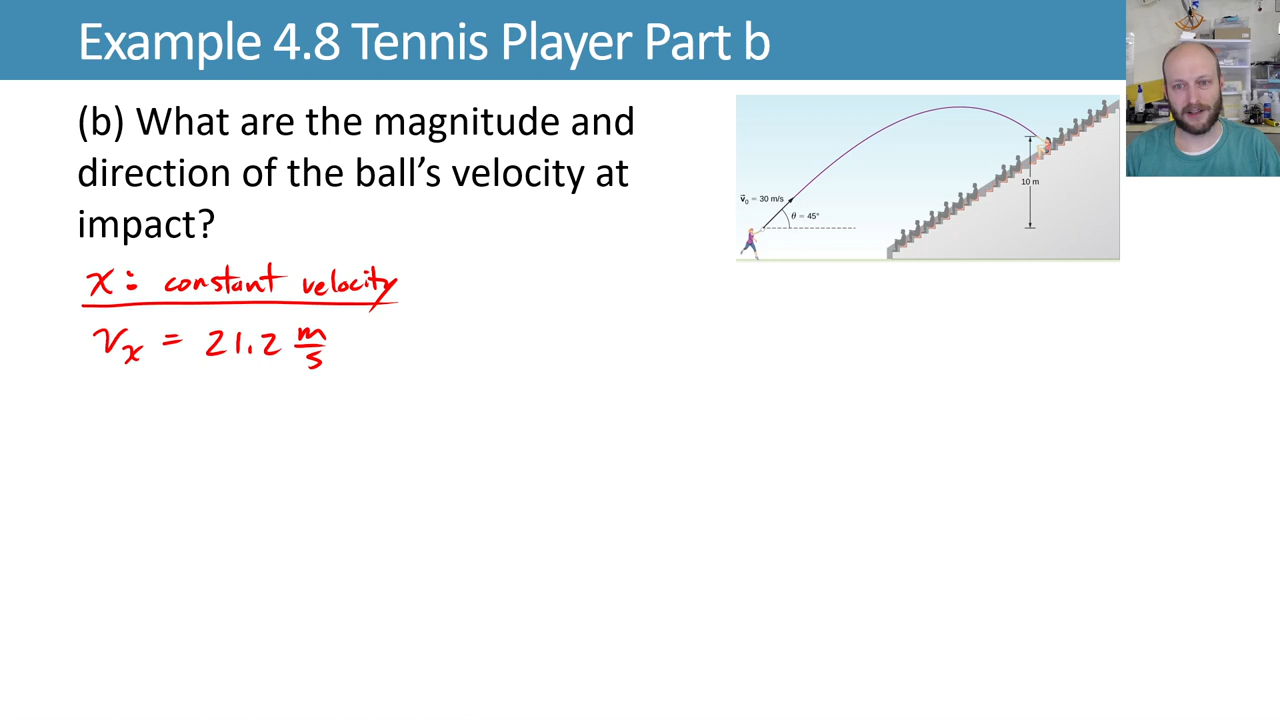 Example 4.8 Tennis Player Part b
(b) What are the magnitude and
direction of the ball's velocity at
impact?
x: constant velocity
vₓ = 21.2 m/s
v⃗₀ = 30 m/s
θ = 45°
10 m